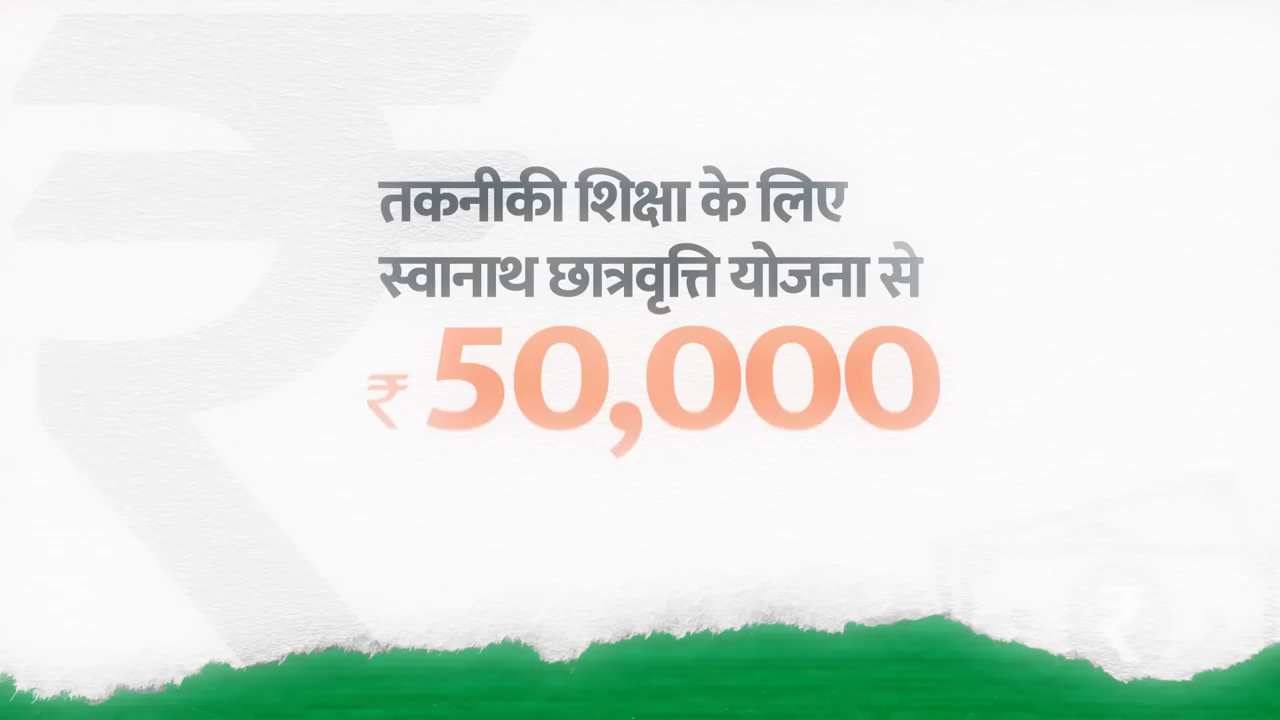 तकनीकी शिक्षा के लिए
स्वानाथ छात्रवृत्ति योजना से
₹ 50,000